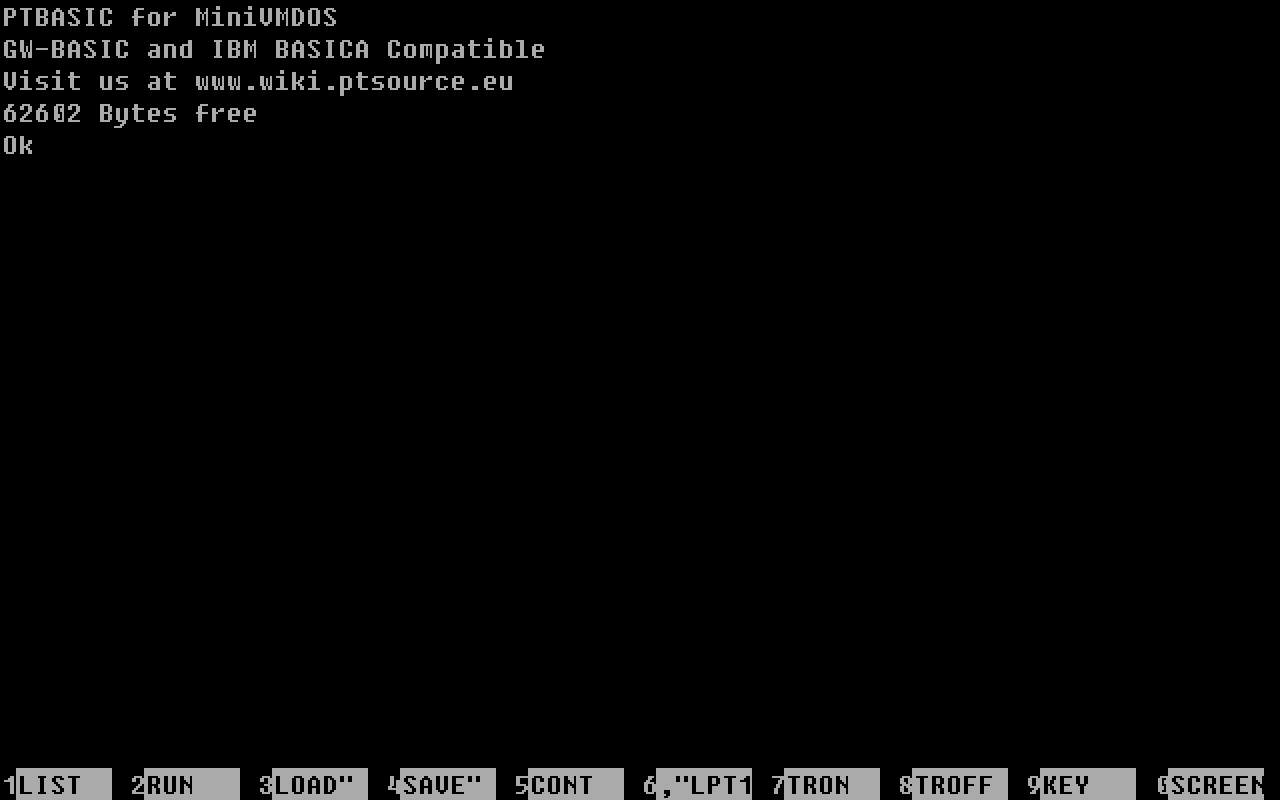 PTBASIC for MiniVMDOS
GW-BASIC and IBM BASICA Compatible
Visit us at www.wiki.ptsource.eu
62602 Bytes free
Ok
1LIST 2RUN 3LOAD" 4SAVE" 5CONT 6,"LPT1 7TRON 8TROFF 9KEY 0SCREEN